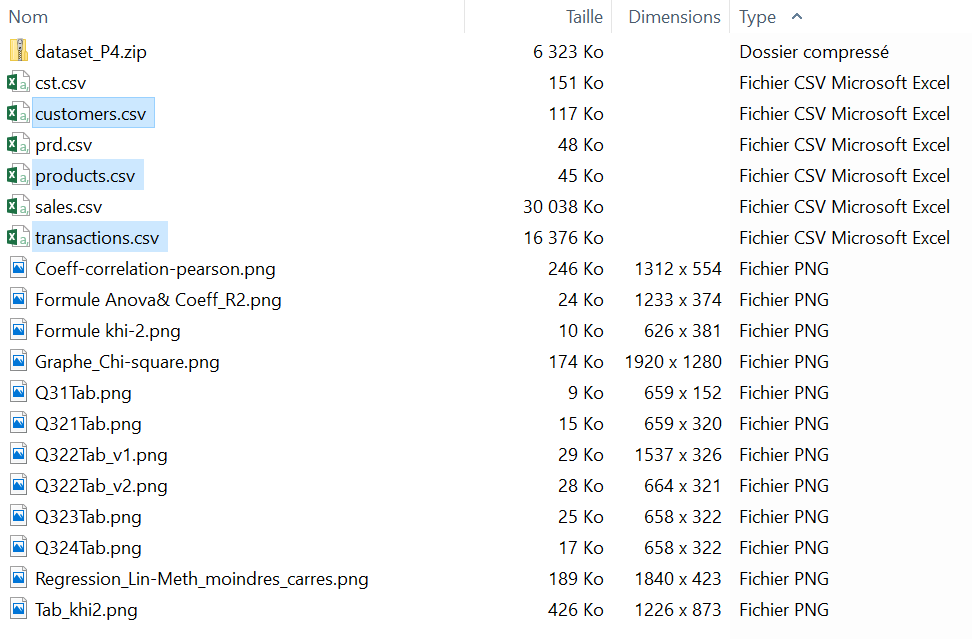 Nom Taille Dimensions Type
dataset_P4.zip 6 323 Ko Dossier compressé
cst.csv 151 Ko Fichier CSV Microsoft Excel
customers.csv 117 Ko Fichier CSV Microsoft Excel
prd.csv 48 Ko Fichier CSV Microsoft Excel
products.csv 45 Ko Fichier CSV Microsoft Excel
sales.csv 30 038 Ko Fichier CSV Microsoft Excel
transactions.csv 16 376 Ko Fichier CSV Microsoft Excel
Coeff-correlation-pearson.png 246 Ko 1312 x 554 Fichier PNG
Formule Anova& Coeff_R2.png 24 Ko 1233 x 374 Fichier PNG
Formule khi-2.png 10 Ko 626 x 381 Fichier PNG
Graphe_Chi-square.png 174 Ko 1920 x 1280 Fichier PNG
Q31Tab.png 9 Ko 659 x 152 Fichier PNG
Q321Tab.png 15 Ko 659 x 320 Fichier PNG
Q322Tab_v1.png 29 Ko 1537 x 326 Fichier PNG
Q322Tab_v2.png 28 Ko 664 x 321 Fichier PNG
Q323Tab.png 25 Ko 658 x 322 Fichier PNG
Q324Tab.png 17 Ko 658 x 322 Fichier PNG
Regression_Lin-Meth_moindres_carres.png 189 Ko 1840 x 423 Fichier PNG
Tab_khi2.png 426 Ko 1226 x 873 Fichier PNG